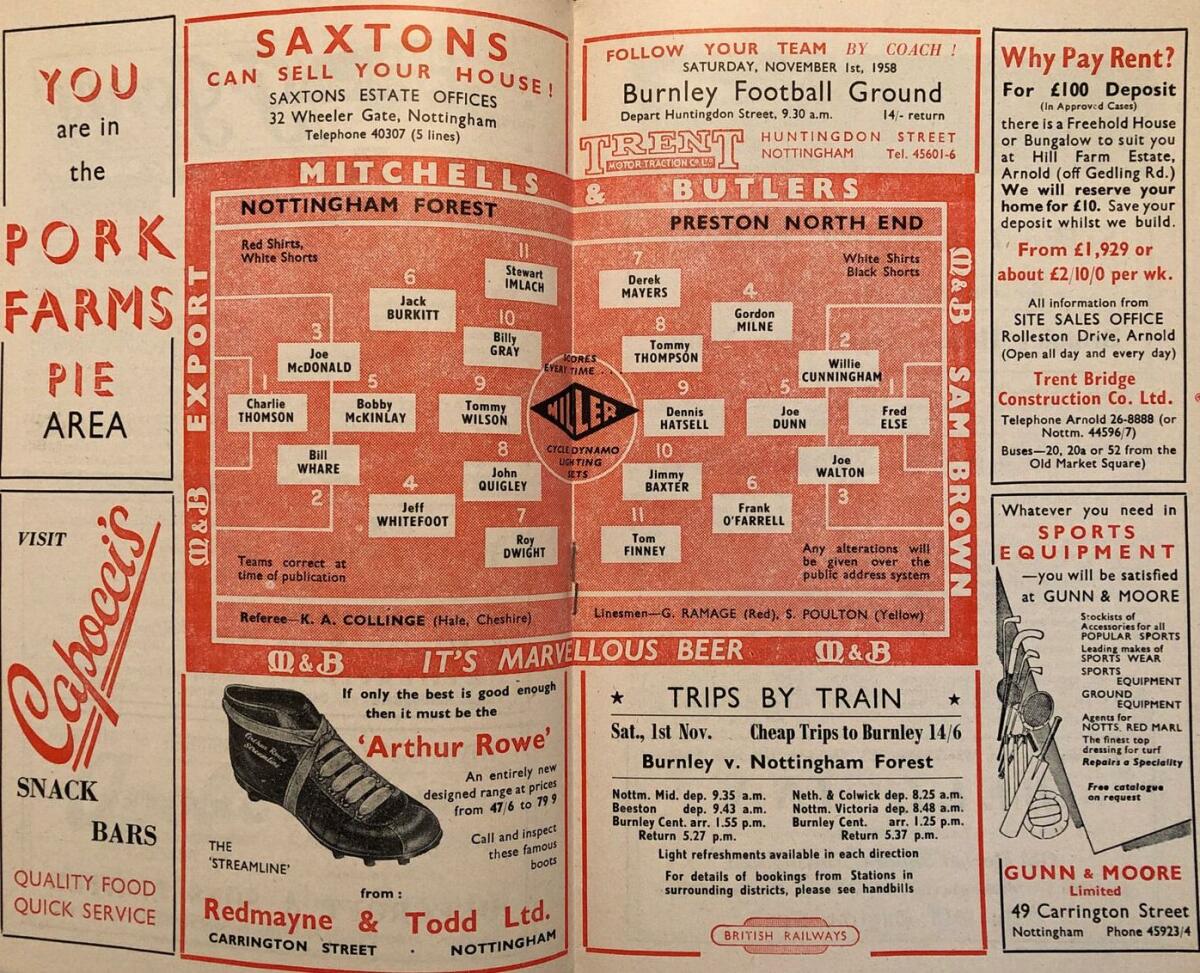 YOU
are in
the
PORK
FARMS
PIE
AREA
VISIT
Capocci's
SNACK
BARS
QUALITY FOOD
QUICK SERVICE
SAXTONS
CAN SELL YOUR HOUSE!
SAXTONS ESTATE OFFICES
32 Wheeler Gate, Nottingham
Telephone 40307 (5 lines)
FOLLOW YOUR TEAM BY COACH !
SATURDAY, NOVEMBER 1st, 1958
Burnley Football Ground
Depart Huntingdon Street, 9.30 a.m. 14/- return
TRENT
MOTOR TRACTION CO. LTD
HUNTINGDON STREET
NOTTINGHAM Tel. 45601-6
MITCHELLS & BUTLERS
M&B EXPORT
NOTTINGHAM FOREST
Red Shirts,
White Shorts
11
Stewart
IMLACH
6
Jack
BURKITT
10
Billy
GRAY
3
Joe
McDONALD
1
Charlie
THOMSON
5
Bobby
McKINLAY
9
Tommy
WILSON
Bill
WHARE
2
8
John
QUIGLEY
4
Jeff
WHITEFOOT
7
Roy
DWIGHT
Teams correct at
time of publication
SCORES
EVERY TIME . . .
MILLER
CYCLE DYNAMO
LIGHTING
SETS
PRESTON NORTH END
White Shirts
Black Shorts
7
Derek
MAYERS
4
Gordon
MILNE
8
Tommy
THOMPSON
2
Willie
CUNNINGHAM
9
Dennis
HATSELL
5
Joe
DUNN
1
Fred
ELSE
10
Jimmy
BAXTER
Joe
WALTON
3
6
Frank
O'FARRELL
11
Tom
FINNEY
Any alterations will
be given over the
public address system
M&B SAM BROWN
Referee—K. A. COLLINGE (Hale, Cheshire)
Linesmen—G. RAMAGE (Red), S. POULTON (Yellow)
M&B IT'S MARVELLOUS BEER M&B
If only the best is good enough
then it must be the
'Arthur Rowe'
An entirely new
designed range at prices
from 47/6 to 79 9
Call and inspect
these famous
boots
Arthur Rowe
Streamline
THE
'STREAMLINE'
from :
Redmayne & Todd Ltd.
CARRINGTON STREET . NOTTINGHAM
★ TRIPS BY TRAIN ★
Sat., 1st Nov. Cheap Trips to Burnley 14/6
Burnley v. Nottingham Forest
Nottm. Mid. dep. 9.35 a.m.
Beeston dep. 9.43 a.m.
Burnley Cent. arr. 1.55 p.m.
Return 5.27 p.m.
Neth. & Colwick dep. 8.25 a.m.
Nottm. Victoria dep. 8.48 a.m.
Burnley Cent. arr. 1.25 p.m.
Return 5.37 p.m.
Light refreshments available in each direction
For details of bookings from Stations in
surrounding districts, please see handbills
BRITISH RAILWAYS
Why Pay Rent?
For £100 Deposit
(In Approved Cases)
there is a Freehold House
or Bungalow to suit you
at Hill Farm Estate,
Arnold (off Gedling Rd.)
We will reserve your
home for £10. Save your
deposit whilst we build.
From £1,929 or
about £2/10/0 per wk.
All information from
SITE SALES OFFICE
Rolleston Drive, Arnold
(Open all day and every day)
Trent Bridge
Construction Co. Ltd.
Telephone Arnold 26-8888 (or
Nottm. 44596/7)
Buses—20, 20a or 52 from the
Old Market Square)
Whatever you need in
SPORTS
EQUIPMENT
—you will be satisfied
at GUNN & MOORE
Stockists of
Accessories for all
POPULAR SPORTS
Leading makes of
SPORTS WEAR
SPORTS
EQUIPMENT
GROUND
EQUIPMENT
Agents for
NOTTS. RED MARL
The finest top
dressing for turf
Repairs a Speciality
Free catalogue
on request
GUNN & MOORE
Limited
49 Carrington Street
Nottingham Phone 45923/4